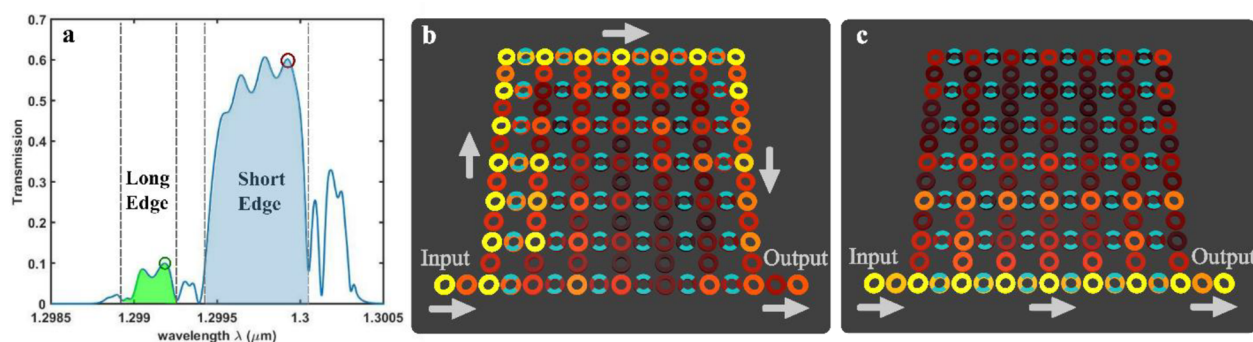 a
0.7
0.6
0.5
0.4
0.3
0.2
0.1
0
Transmission
Long
Edge
Short
Edge
1.2985
1.299
1.2995
1.3
1.3005
wavelength λ (μm)
b
Input
Output
c
Input
Output